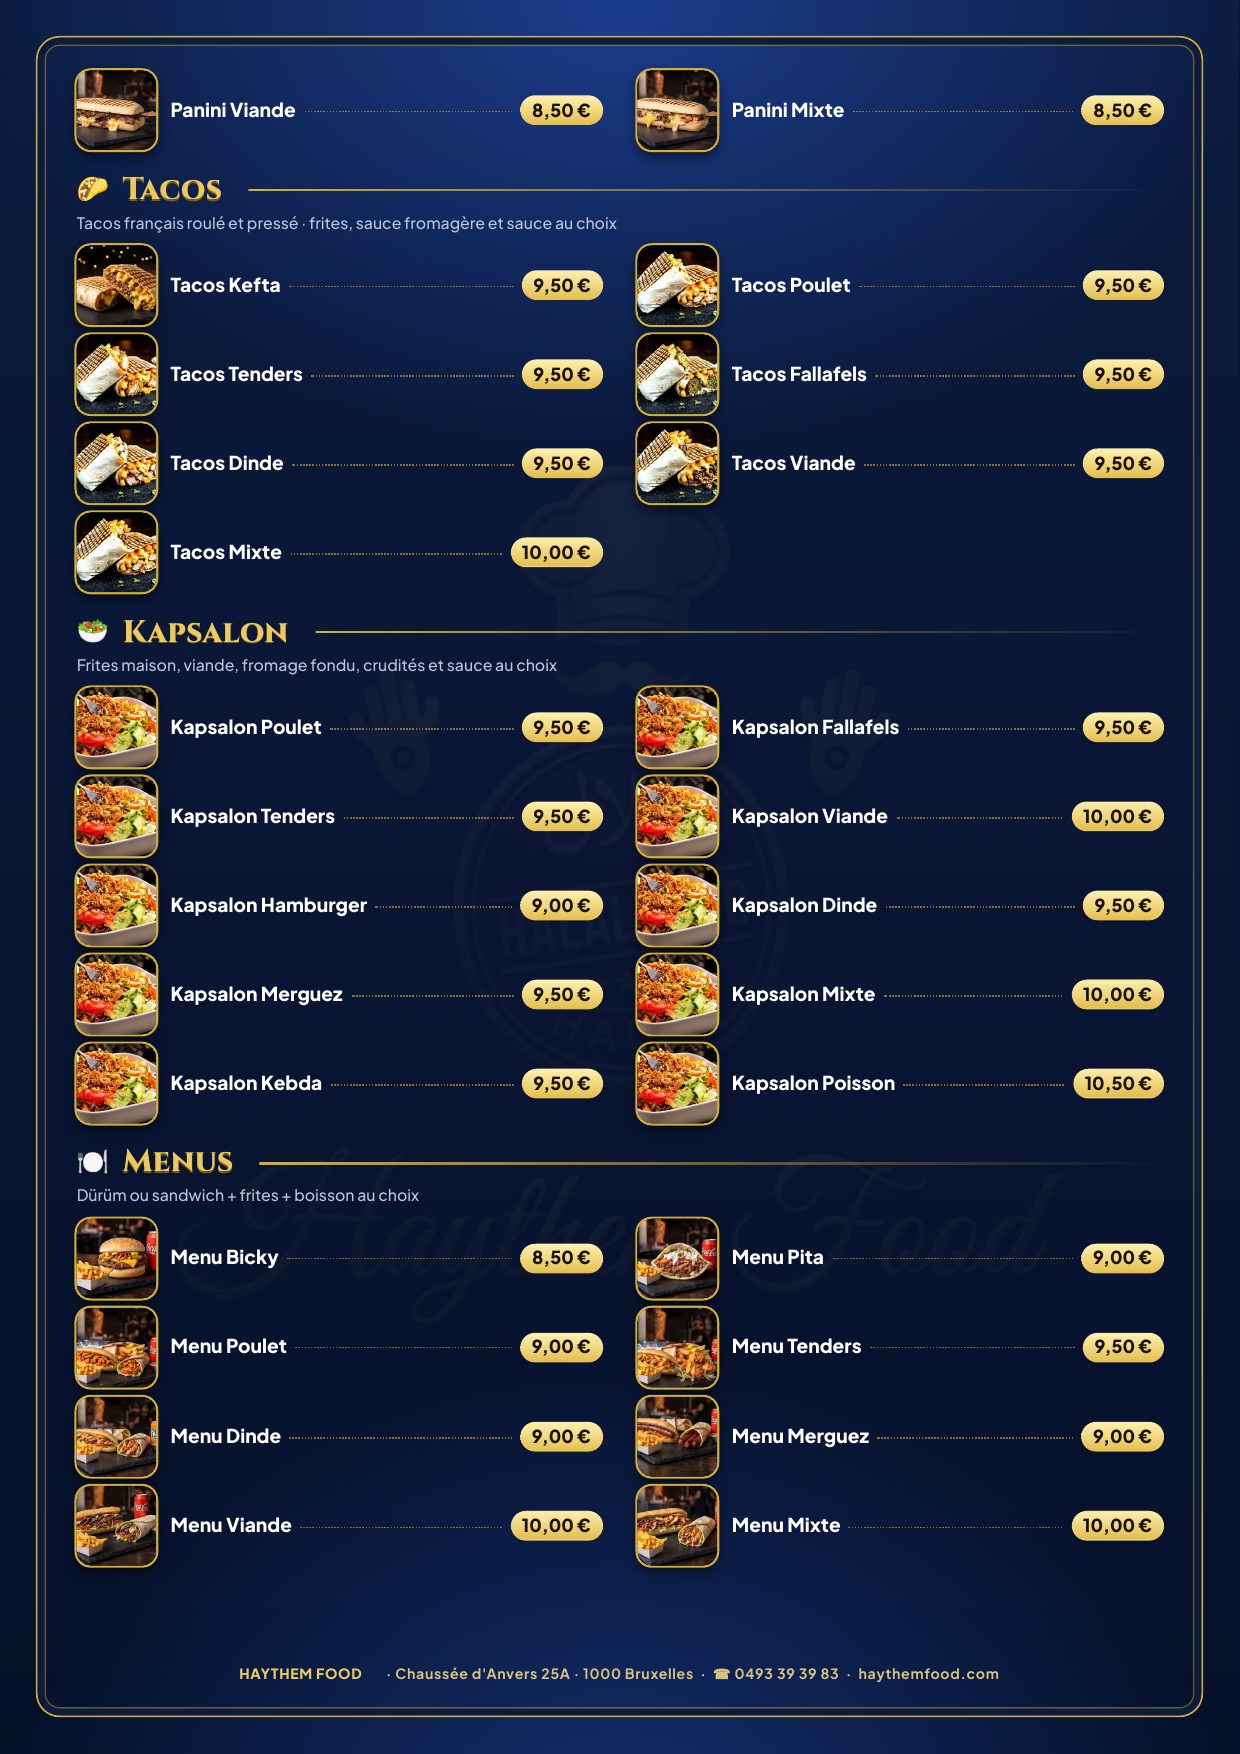 Panini Viande 8,50 €
Panini Mixte 8,50 €
🌮 Tacos
Tacos français roulé et pressé · frites, sauce fromagère et sauce au choix
Tacos Kefta 9,50 €
Tacos Poulet 9,50 €
Tacos Tenders 9,50 €
Tacos Fallafels 9,50 €
Tacos Dinde 9,50 €
Tacos Viande 9,50 €
Tacos Mixte 10,00 €
🥗 Kapsalon
Frites maison, viande, fromage fondu, crudités et sauce au choix
Kapsalon Poulet 9,50 €
Kapsalon Fallafels 9,50 €
Kapsalon Tenders 9,50 €
Kapsalon Viande 10,00 €
Kapsalon Hamburger 9,00 €
Kapsalon Dinde 9,50 €
Kapsalon Merguez 9,50 €
Kapsalon Mixte 10,00 €
Kapsalon Kebda 9,50 €
Kapsalon Poisson 10,50 €
🍽️ Menus
Dürüm ou sandwich + frites + boisson au choix
Menu Bicky 8,50 €
Menu Pita 9,00 €
Menu Poulet 9,00 €
Menu Tenders 9,50 €
Menu Dinde 9,00 €
Menu Merguez 9,00 €
Menu Viande 10,00 €
Menu Mixte 10,00 €
Haythem Food
HAYTHEM FOOD · Chaussée d'Anvers 25A · 1000 Bruxelles · ☎ 0493 39 39 83 · haythemfood.com